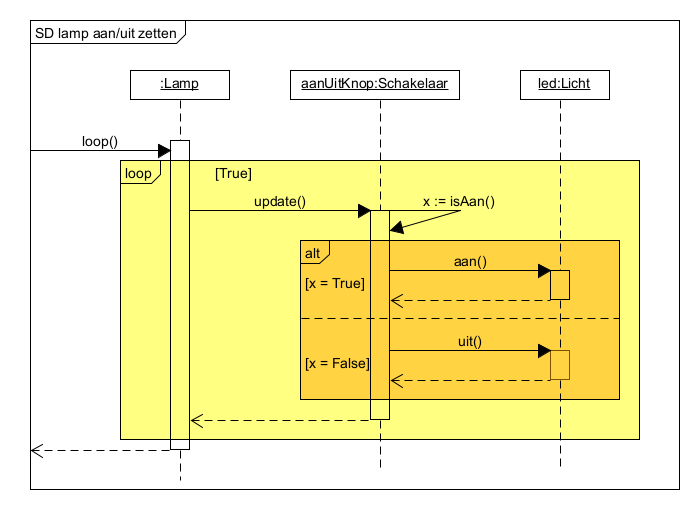 SD lamp aan/uit zetten
:Lamp
aanUitKnop:Schakelaar
led:Licht
loop()
loop
[True]
update()
x := isAan()
alt
aan()
[x = True]
uit()
[x = False]